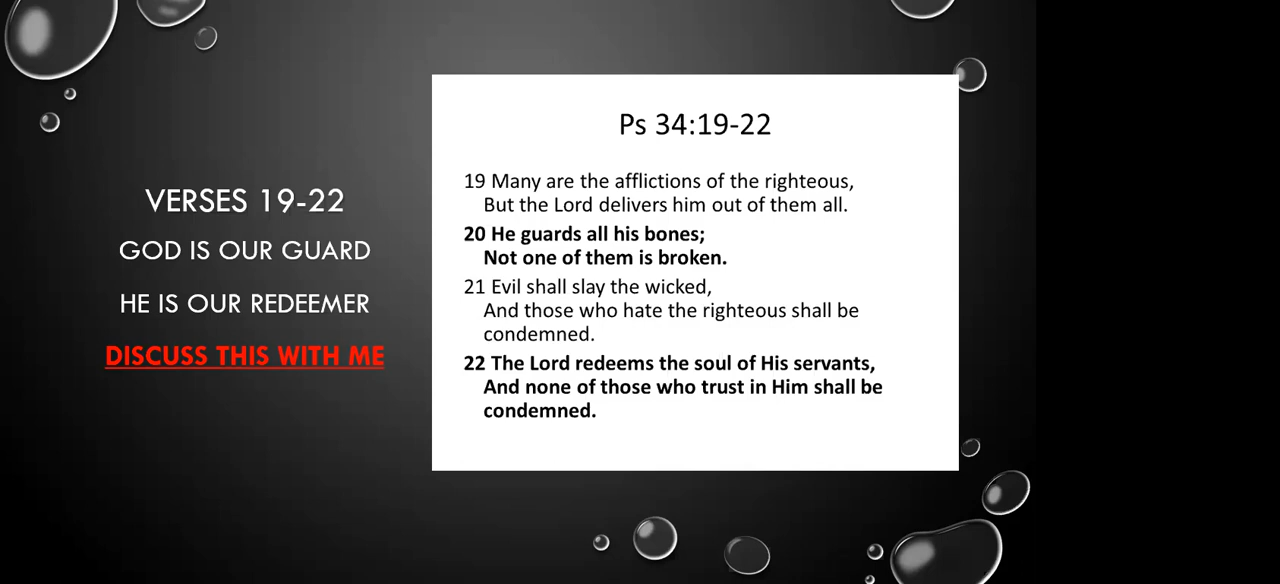 VERSES 19-22
GOD IS OUR GUARD
HE IS OUR REDEEMER
DISCUSS THIS WITH ME
Ps 34:19-22
19 Many are the afflictions of the righteous,
But the Lord delivers him out of them all.
20 He guards all his bones;
Not one of them is broken.
21 Evil shall slay the wicked,
And those who hate the righteous shall be
condemned.
22 The Lord redeems the soul of His servants,
And none of those who trust in Him shall be
condemned.